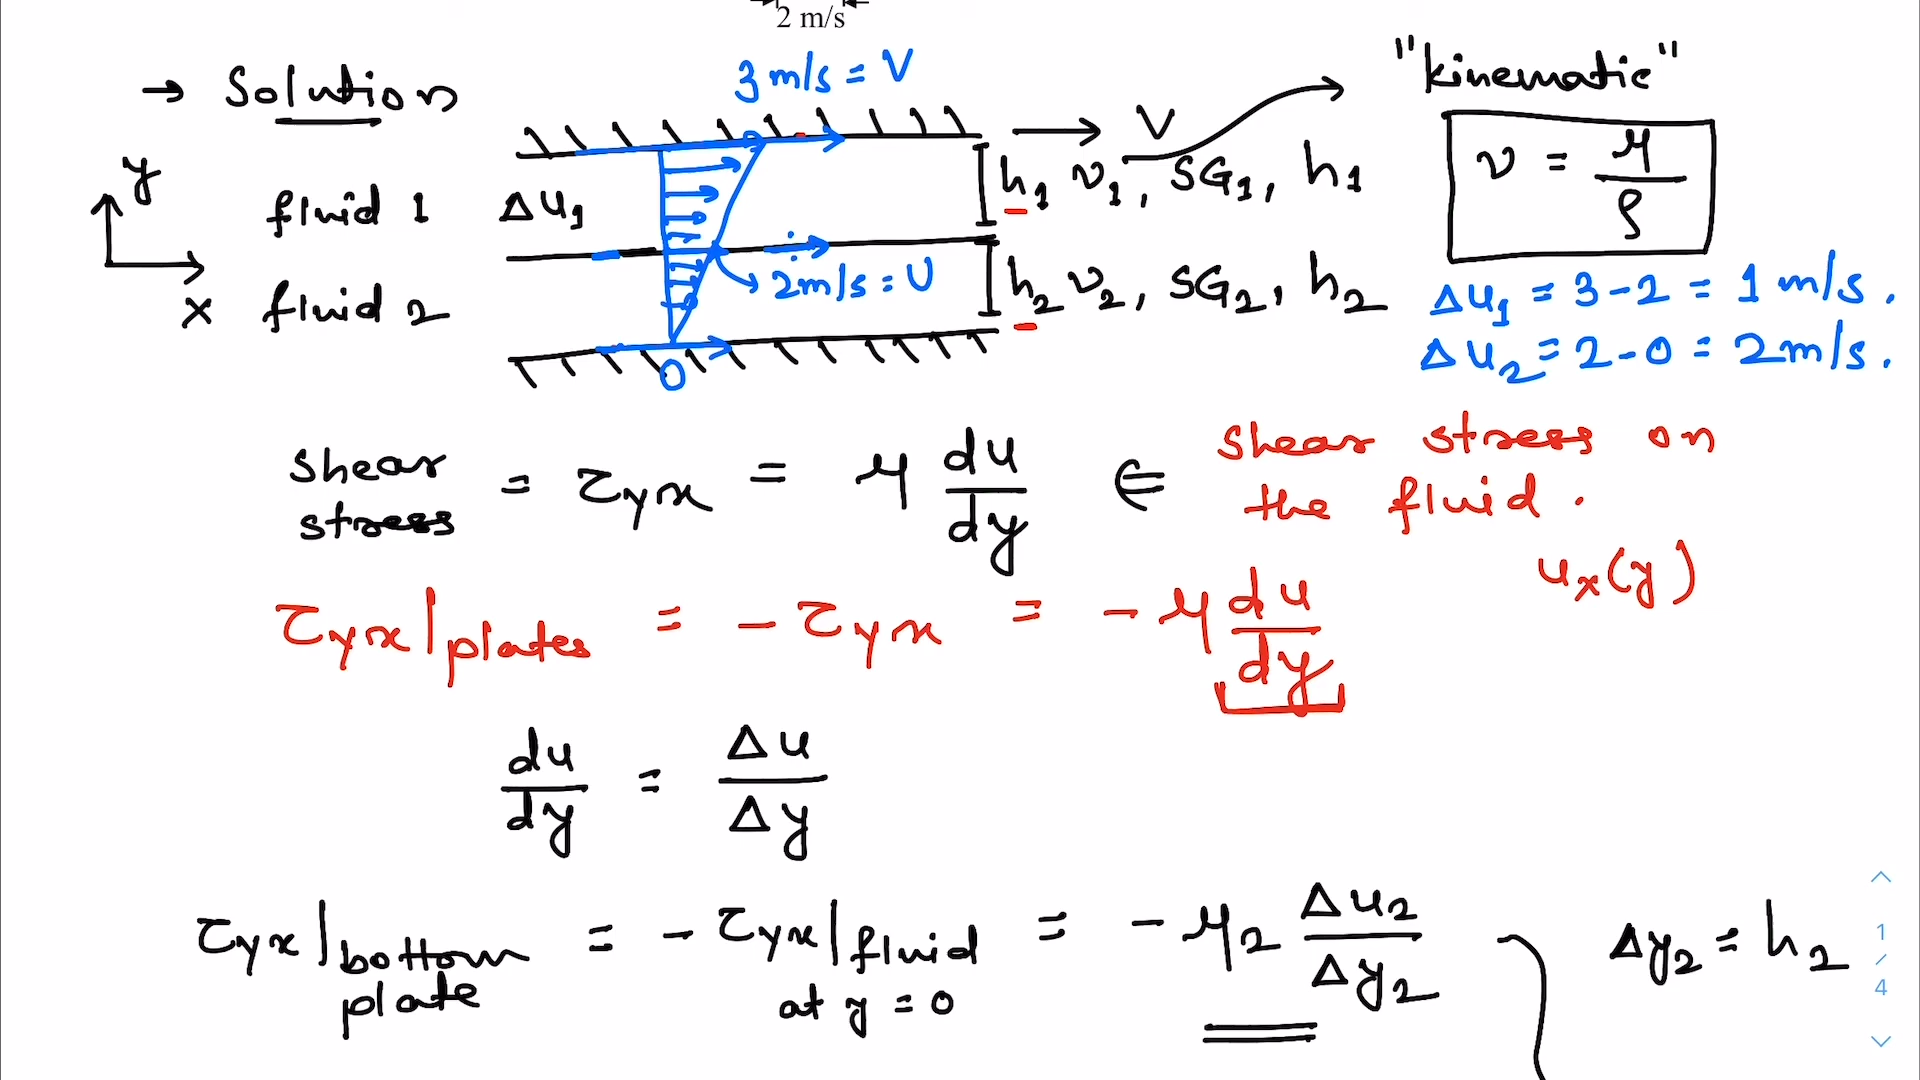 2 m/s
→ Solution
3 m/s = V
"kinematic"
V
ν = μ/ρ
y
x
fluid 1 Δu₁
h₁ ν₁, SG₁, h₁
fluid 2
2m/s = U
h₂ ν₂, SG₂, h₂
0
Δu₁ = 3-2 = 1 m/s.
Δu₂ = 2-0 = 2m/s.
shear stress = τyx = μ du/dy ∈ shear stress on
the fluid.
uₓ(y)
τyx|plates = - τyx = - μ du/dy
du/dy = Δu/Δy
τyx|bottom plate = - τyx|fluid at y = 0 = - μ₂ Δu₂/Δy₂
Δy₂ = h₂
1
/
4